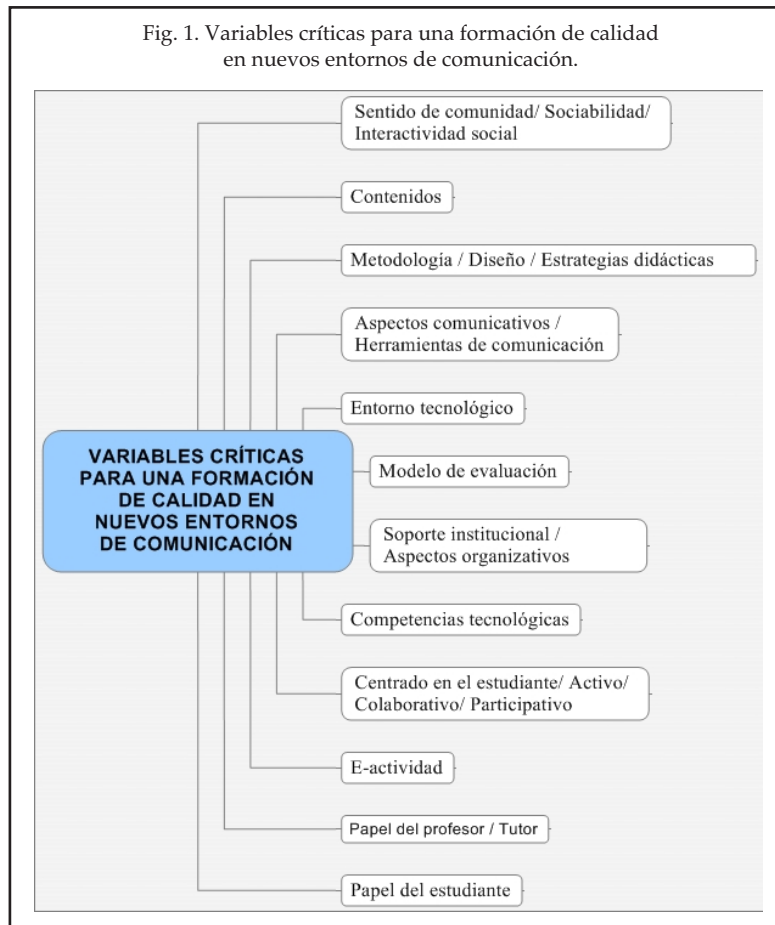 Fig. 1. Variables críticas para una formación de calidad
en nuevos entornos de comunicación.
Sentido de comunidad/ Sociabilidad/
Interactividad social
Contenidos
Metodología / Diseño / Estrategias didácticas
Aspectos comunicativos /
Herramientas de comunicación
Entorno tecnológico
VARIABLES CRÍTICAS
PARA UNA FORMACIÓN
DE CALIDAD EN
NUEVOS ENTORNOS
DE COMUNICACIÓN
Modelo de evaluación
Soporte institucional /
Aspectos organizativos
Competencias tecnológicas
Centrado en el estudiante/ Activo/
Colaborativo/ Participativo
E-actividad
Papel del profesor / Tutor
Papel del estudiante